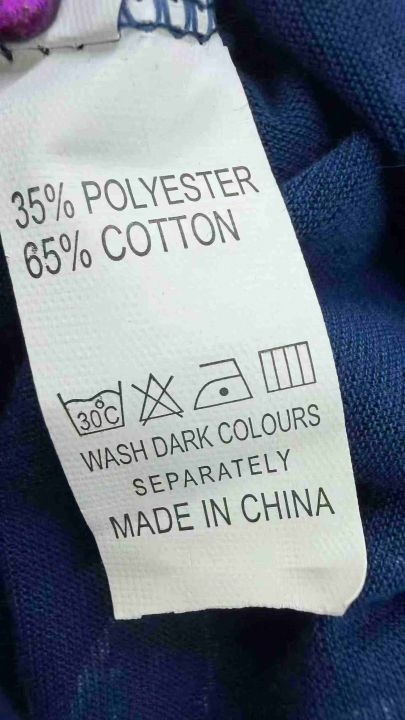 35% POLYESTER
65% COTTON
30°C
WASH DARK COLOURS
SEPARATELY
MADE IN CHINA